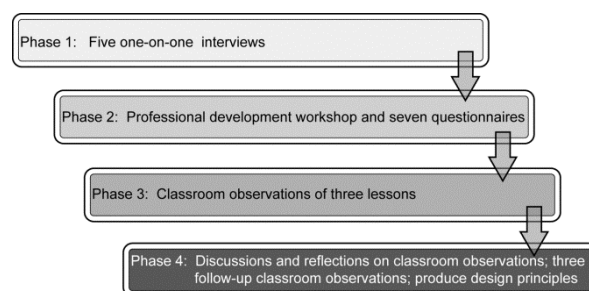 Phase 1: Five one-on-one interviews
Phase 2: Professional development workshop and seven questionnaires
Phase 3: Classroom observations of three lessons
Phase 4: Discussions and reflections on classroom observations; three
follow-up classroom observations; produce design principles